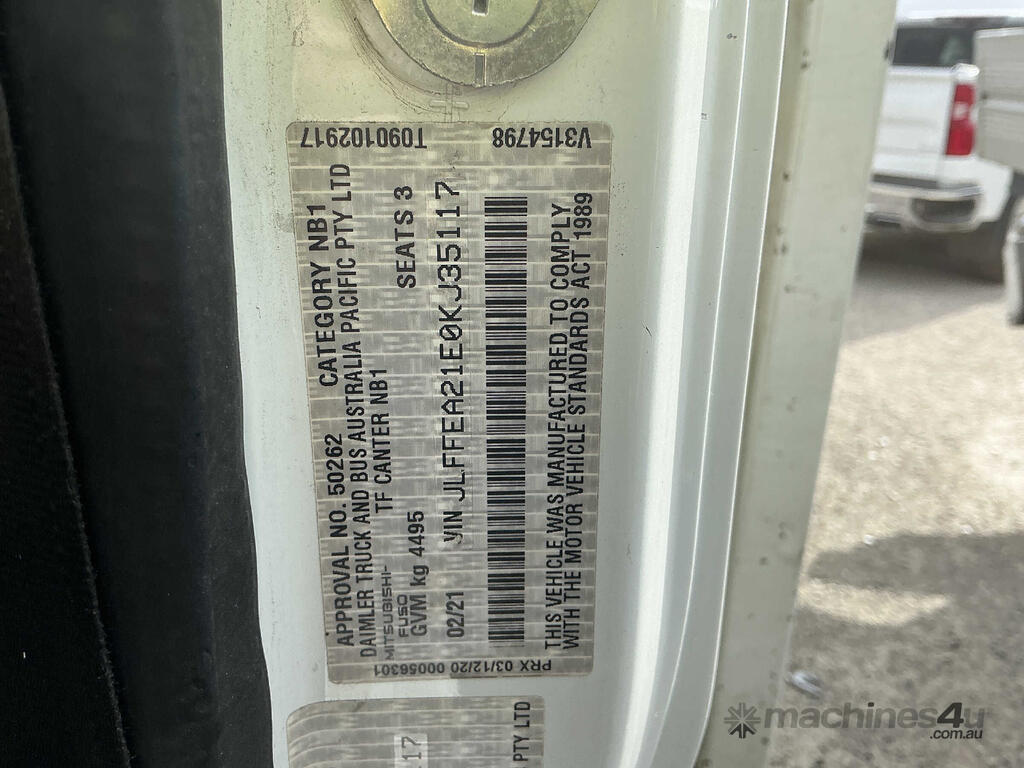 APPROVAL NO. 50262 CATEGORY NB1
DAIMLER TRUCK AND BUS AUSTRALIA PACIFIC PTY LTD
MITSUBISHI- TF CANTER NB1
FUSO
GVM kg 4495 SEATS 3
02/21 VIN JLFFEA21E0KJ35117
THIS VEHICLE WAS MANUFACTURED TO COMPLY
WITH THE MOTOR VEHICLE STANDARDS ACT 1989
T090102917 V3154798
PRX 03/12/20 00056301
PTY LTD
17
machines4u
.com.au